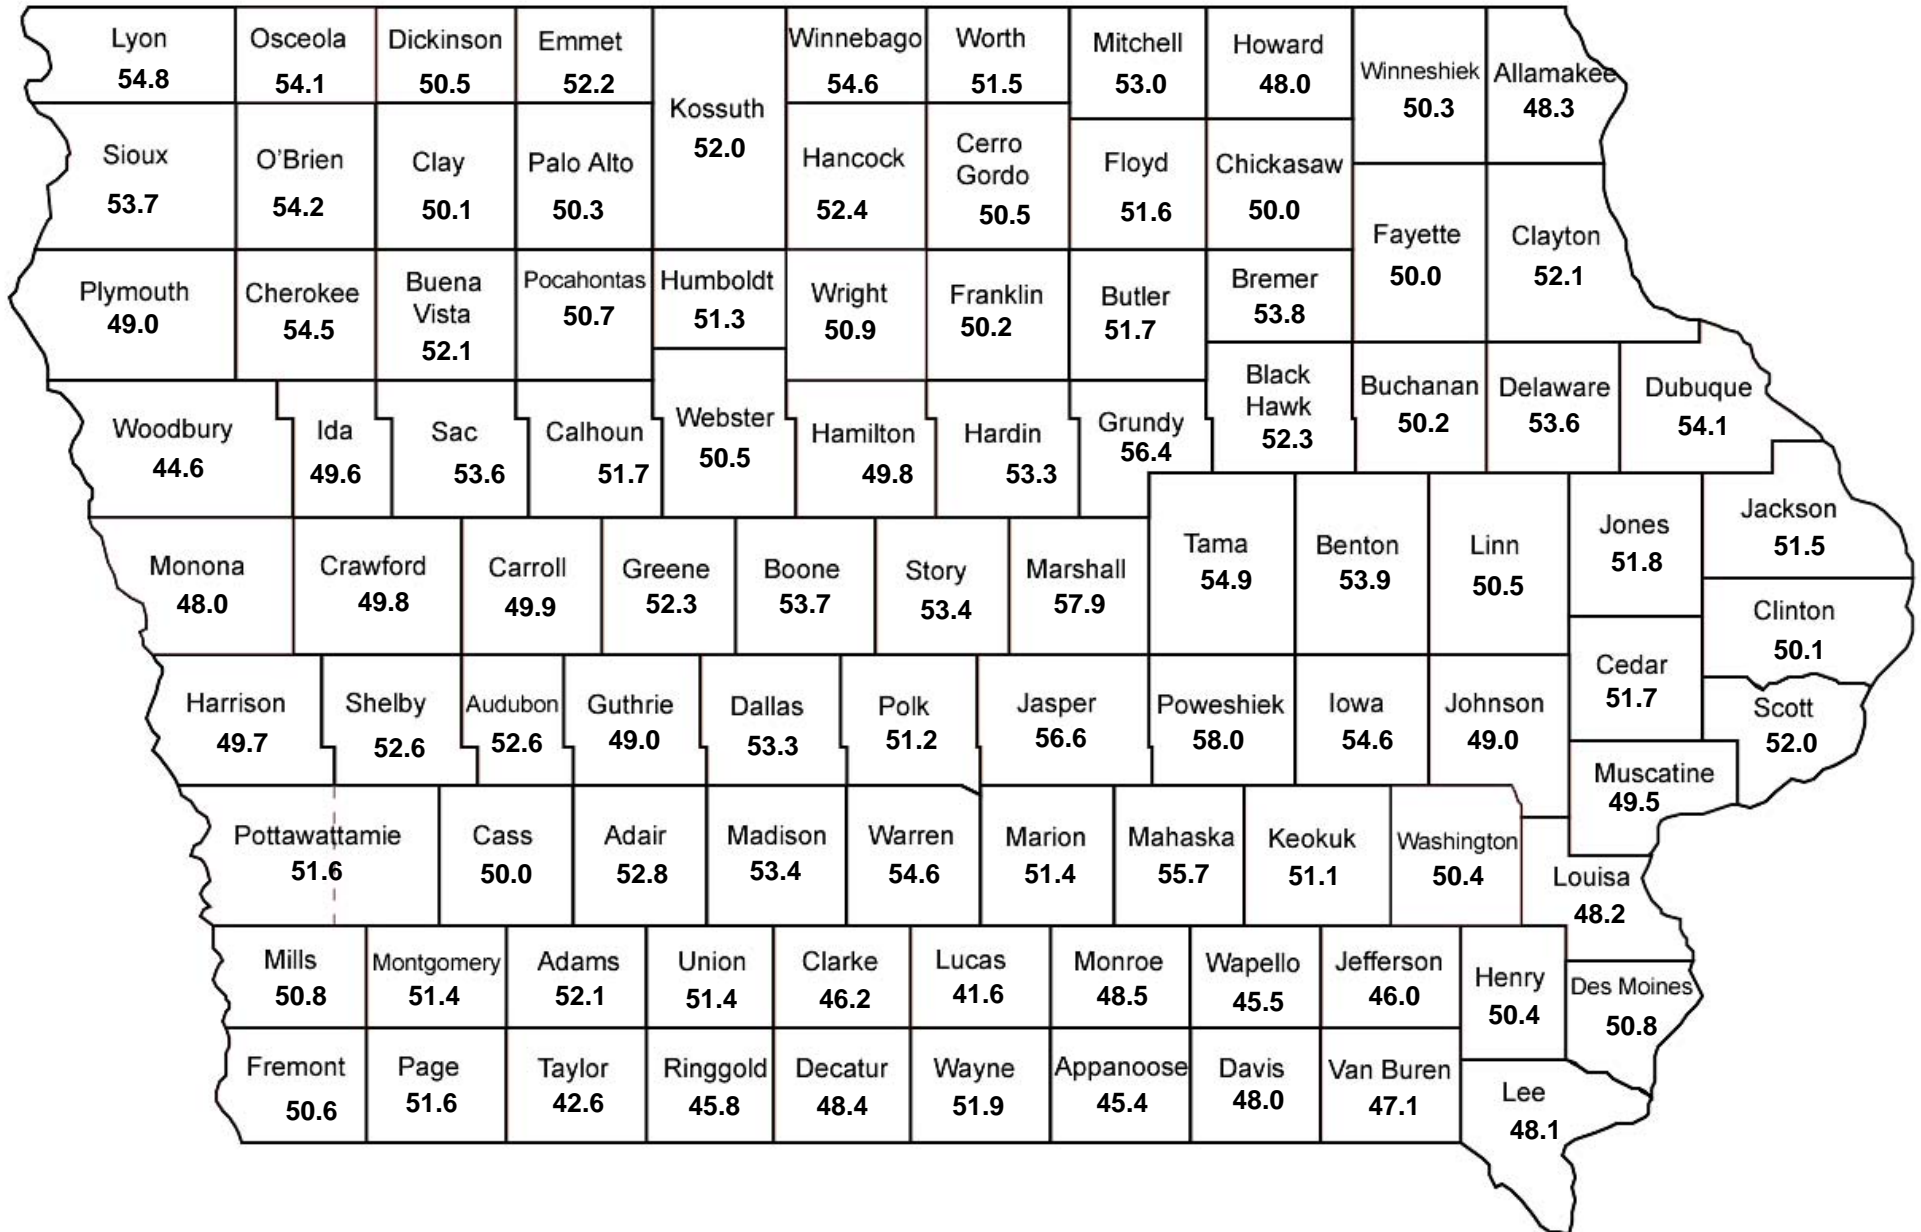 Lyon
54.8
Osceola
54.1
Dickinson
50.5
Emmet
52.2
Kossuth
52.0
Winnebago
54.6
Worth
51.5
Mitchell
53.0
Howard
48.0
Winneshiek
50.3
Allamakee
48.3
Sioux
53.7
O'Brien
54.2
Clay
50.1
Palo Alto
50.3
Hancock
52.4
Cerro
Gordo
50.5
Floyd
51.6
Chickasaw
50.0
Fayette
50.0
Clayton
52.1
Plymouth
49.0
Cherokee
54.5
Buena
Vista
52.1
Pocahontas
50.7
Humboldt
51.3
Wright
50.9
Franklin
50.2
Butler
51.7
Bremer
53.8
Woodbury
44.6
Ida
49.6
Sac
53.6
Calhoun
51.7
Webster
50.5
Hamilton
49.8
Hardin
53.3
Grundy
56.4
Black
Hawk
52.3
Buchanan
50.2
Delaware
53.6
Dubuque
54.1
Monona
48.0
Crawford
49.8
Carroll
49.9
Greene
52.3
Boone
53.7
Story
53.4
Marshall
57.9
Tama
54.9
Benton
53.9
Linn
50.5
Jones
51.8
Jackson
51.5
Clinton
50.1
Harrison
49.7
Shelby
52.6
Audubon
52.6
Guthrie
49.0
Dallas
53.3
Polk
51.2
Jasper
56.6
Poweshiek
58.0
Iowa
54.6
Johnson
49.0
Cedar
51.7
Scott
52.0
Muscatine
49.5
Pottawattamie
51.6
Cass
50.0
Adair
52.8
Madison
53.4
Warren
54.6
Marion
51.4
Mahaska
55.7
Keokuk
51.1
Washington
50.4
Louisa
48.2
Mills
50.8
Montgomery
51.4
Adams
52.1
Union
51.4
Clarke
46.2
Lucas
41.6
Monroe
48.5
Wapello
45.5
Jefferson
46.0
Henry
50.4
Des Moines
50.8
Fremont
50.6
Page
51.6
Taylor
42.6
Ringgold
45.8
Decatur
48.4
Wayne
51.9
Appanoose
45.4
Davis
48.0
Van Buren
47.1
Lee
48.1